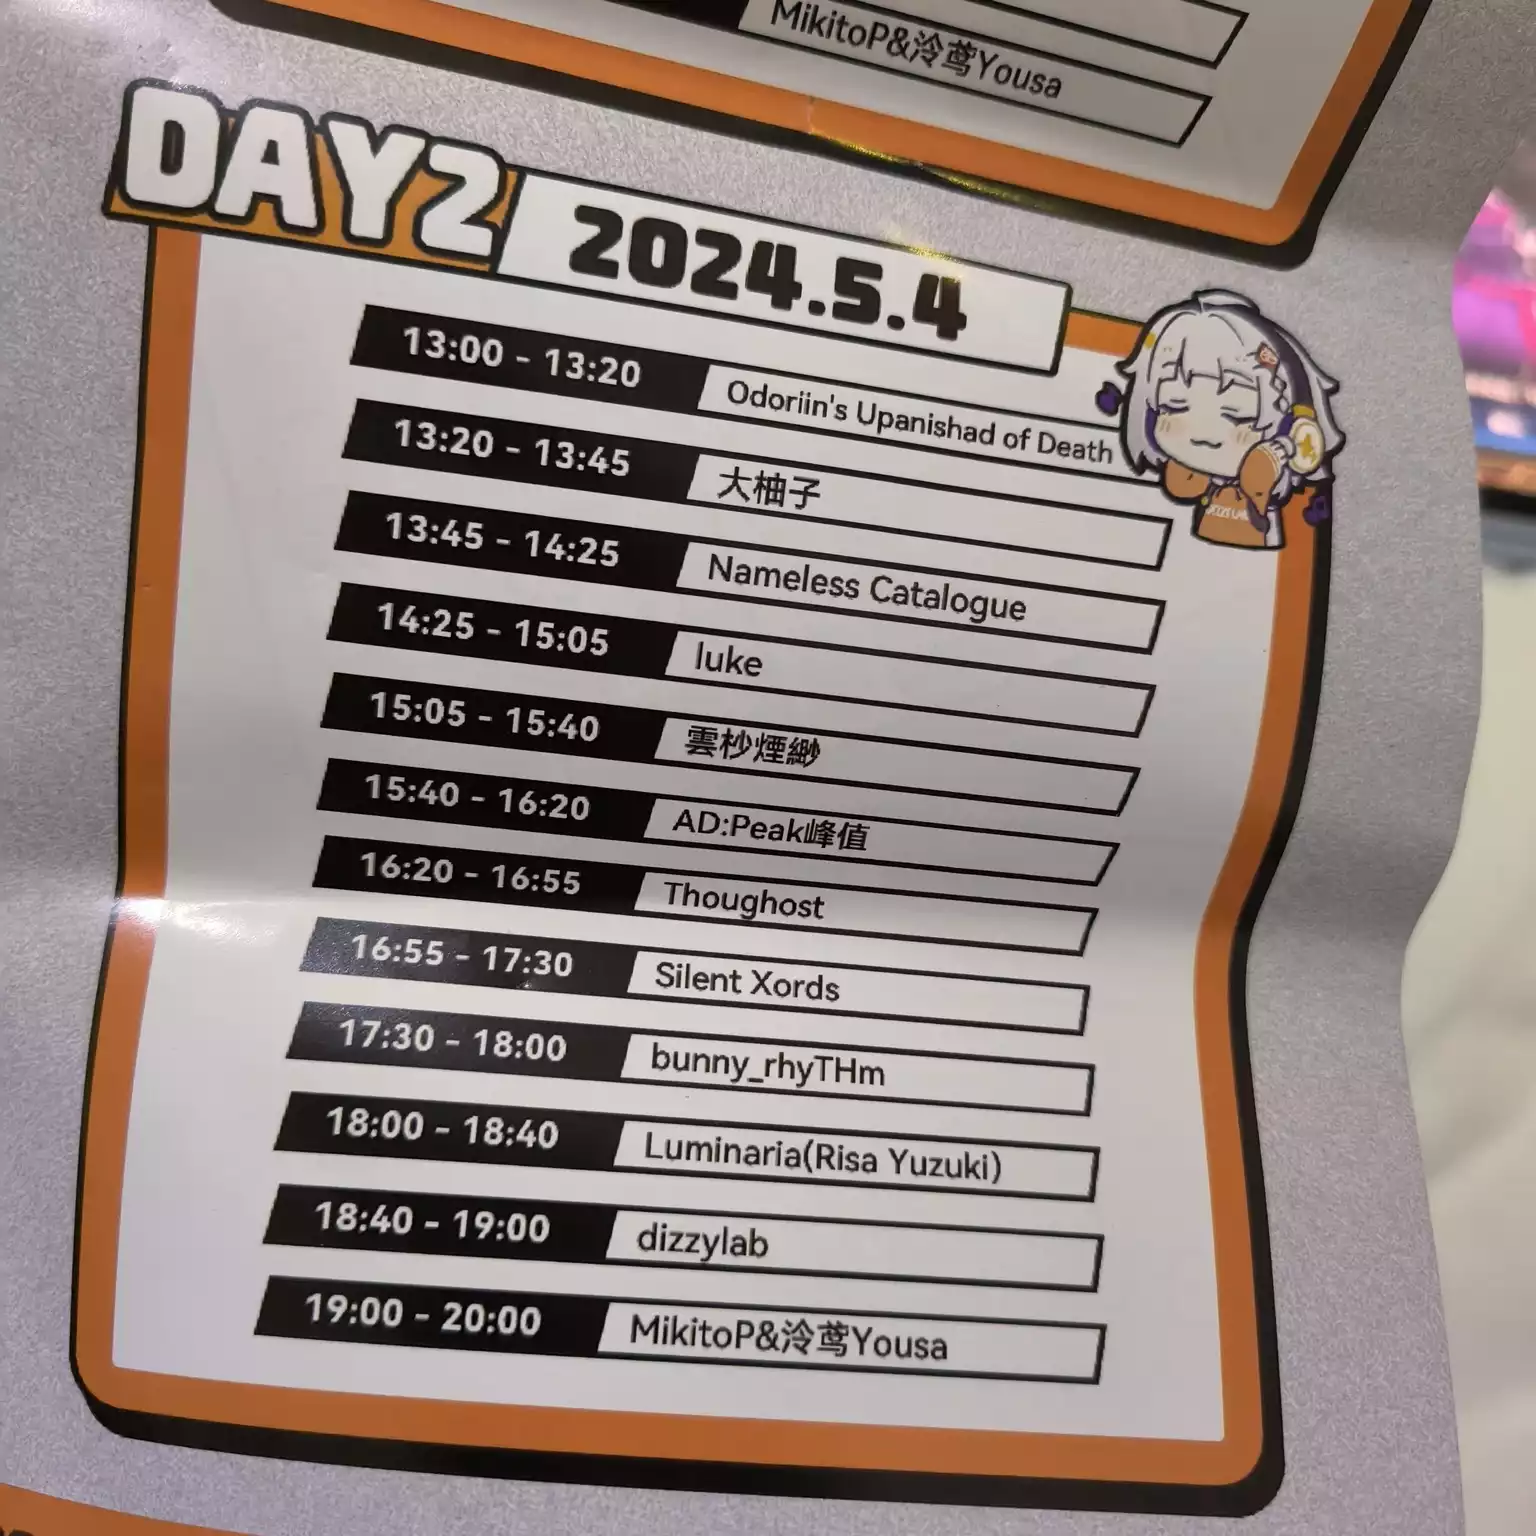 MikitoP&泠鸢Yousa
DAY2 2024.5.4
13:00 - 13:20 Odoriin's Upanishad of Death
13:20 - 13:45 大柚子
13:45 - 14:25 Nameless Catalogue
14:25 - 15:05 luke
15:05 - 15:40 雲杪煙緲
15:40 - 16:20 AD:Peak峰值
16:20 - 16:55 Thoughost
16:55 - 17:30 Silent Xords
17:30 - 18:00 bunny_rhyTHm
18:00 - 18:40 Luminaria(Risa Yuzuki)
18:40 - 19:00 dizzylab
19:00 - 20:00 MikitoP&泠鸢Yousa